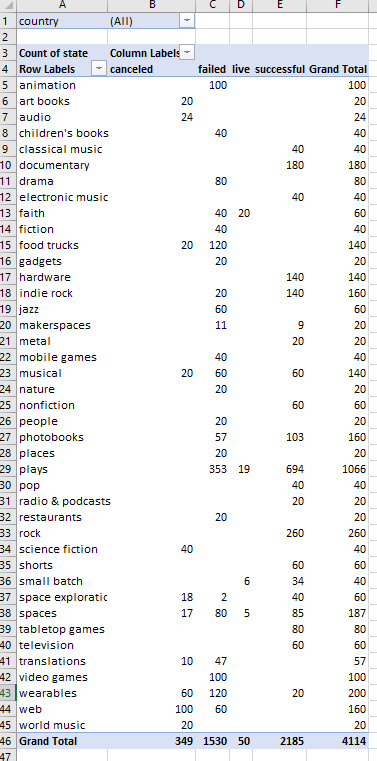 A B C D E F
1 country (All)
2
3 Count of state Column Labels
4 Row Labels canceled failed live successful Grand Total
5 animation 100 100
6 art books 20 20
7 audio 24 24
8 children's books 40 40
9 classical music 40 40
10 documentary 180 180
11 drama 80 80
12 electronic music 40 40
13 faith 40 20 60
14 fiction 40 40
15 food trucks 20 120 140
16 gadgets 20 20
17 hardware 140 140
18 indie rock 20 140 160
19 jazz 60 60
20 makerspaces 11 9 20
21 metal 20 20
22 mobile games 40 40
23 musical 20 60 60 140
24 nature 20 20
25 nonfiction 60 60
26 people 20 20
27 photobooks 57 103 160
28 places 20 20
29 plays 353 19 694 1066
30 pop 40 40
31 radio & podcasts 20 20
32 restaurants 20 20
33 rock 260 260
34 science fiction 40 40
35 shorts 60 60
36 small batch 6 34 40
37 space exploratic 18 2 40 60
38 spaces 17 80 5 85 187
39 tabletop games 80 80
40 television 60 60
41 translations 10 47 57
42 video games 100 100
43 wearables 60 120 20 200
44 web 100 60 160
45 world music 20 20
46 Grand Total 349 1530 50 2185 4114
47